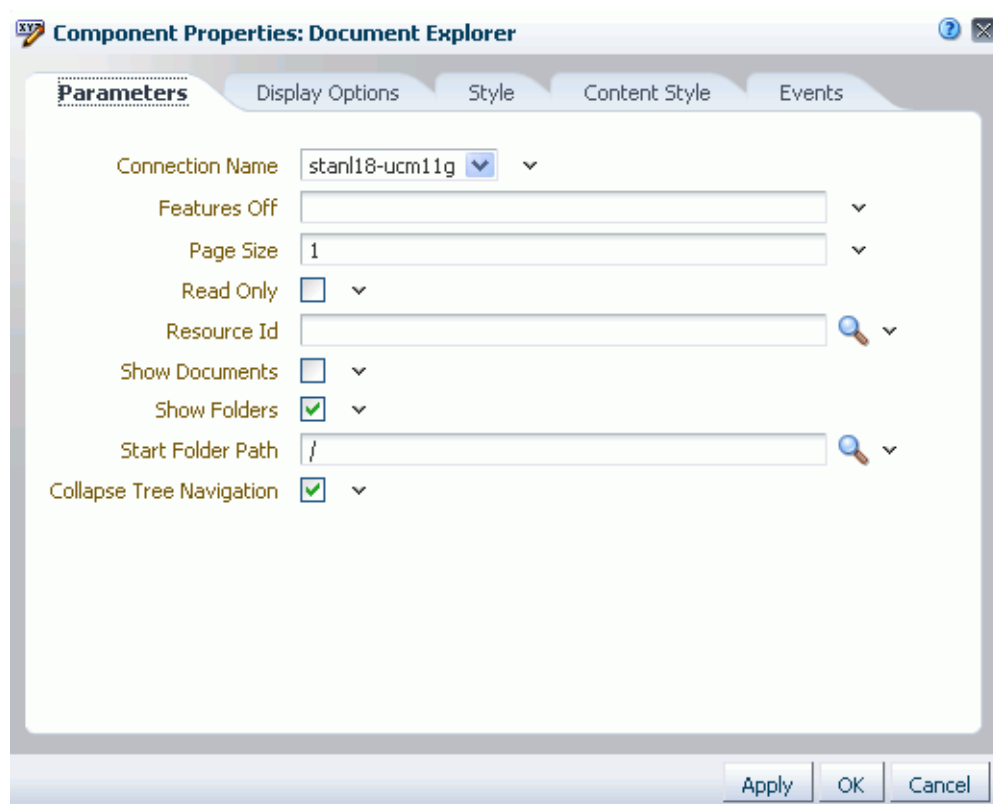 Component Properties: Document Explorer
Parameters Display Options Style Content Style Events
Connection Name stanl18-ucm11g
Features Off
Page Size 1
Read Only
Resource Id
Show Documents
Show Folders
Start Folder Path /
Collapse Tree Navigation
Apply OK Cancel